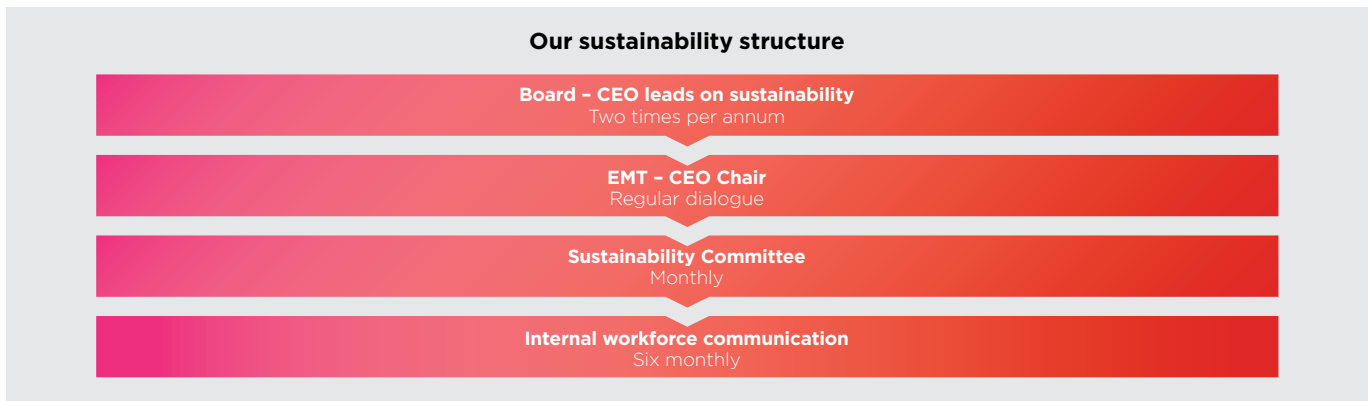 Our sustainability structure
Board – CEO leads on sustainability
Two times per annum
EMT – CEO Chair
Regular dialogue
Sustainability Committee
Monthly
Internal workforce communication
Six monthly